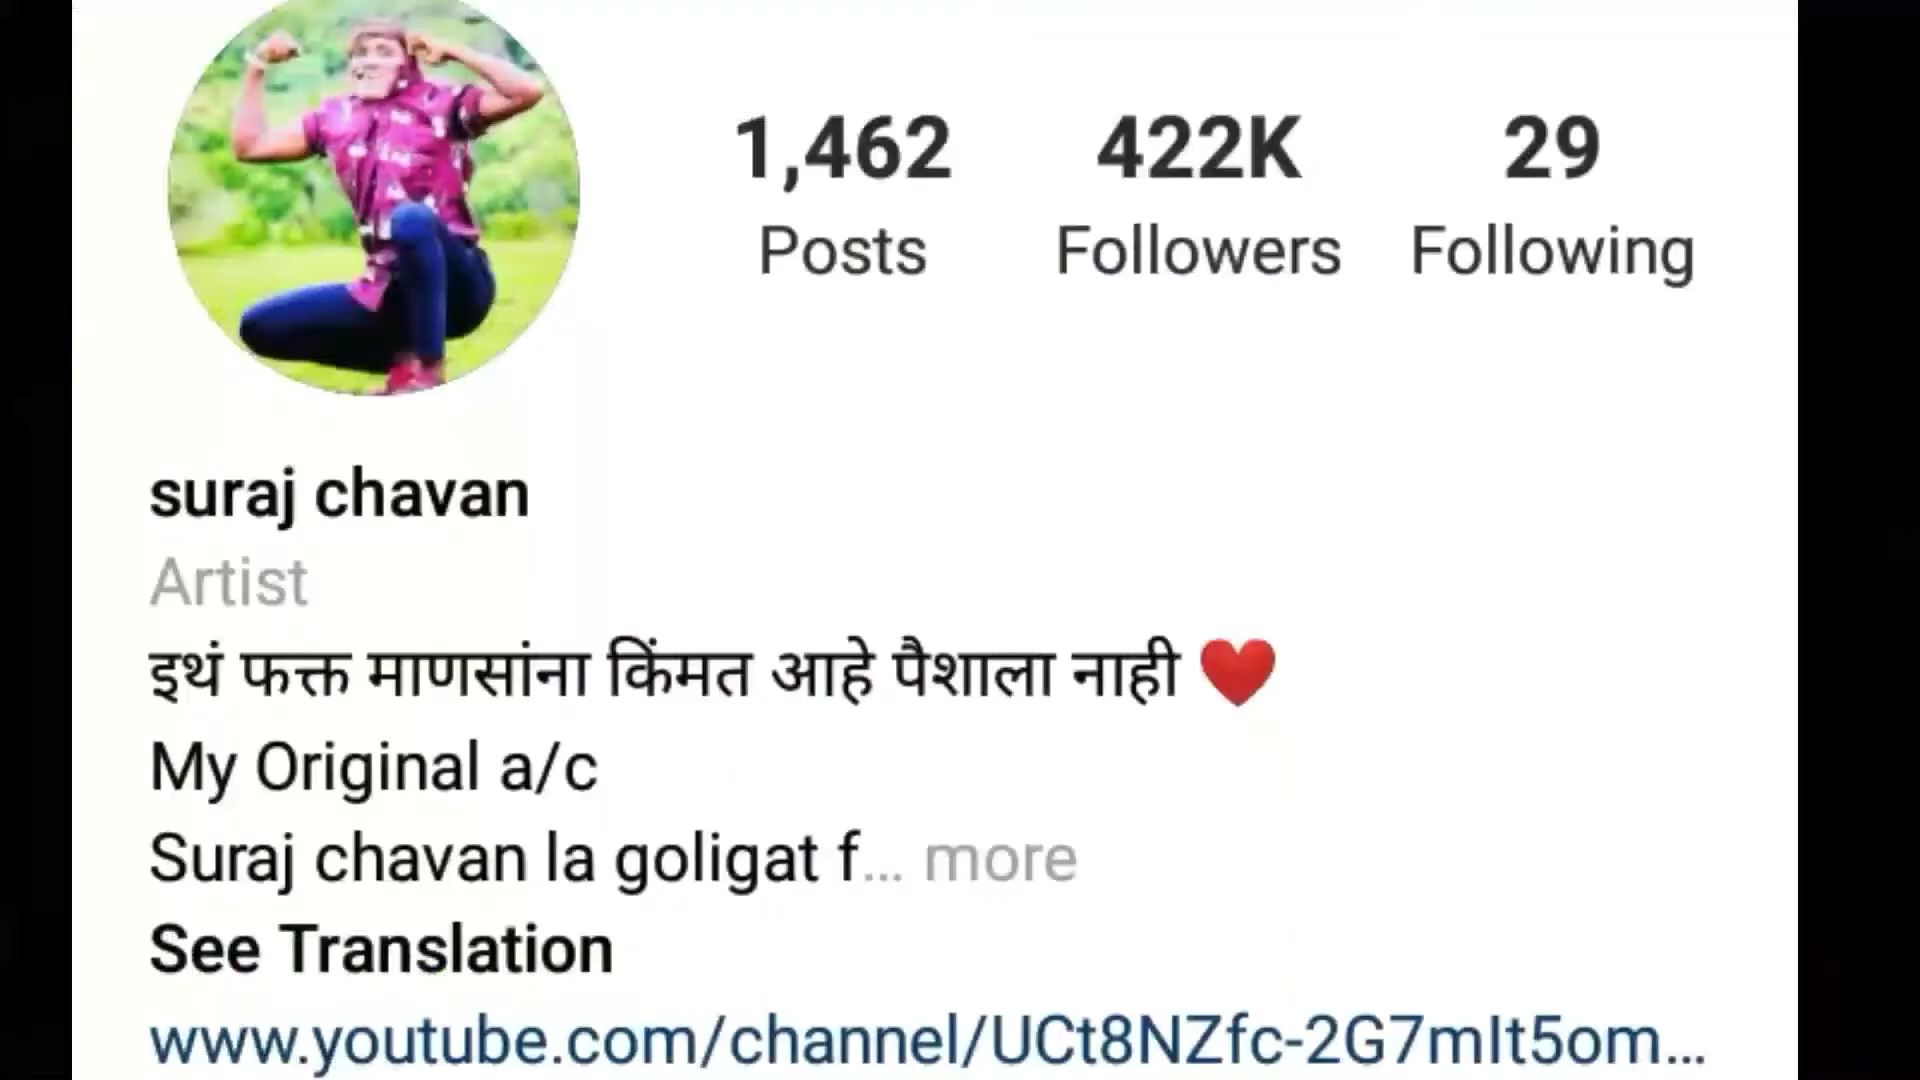 1,462 422K 29
Posts Followers Following
suraj chavan
Artist
इथं फक्त माणसांना किंमत आहे पैशाला नाही ❤️
My Original a/c
Suraj chavan la goligat f... more
See Translation
www.youtube.com/channel/UCt8NZfc-2G7mIt5om...